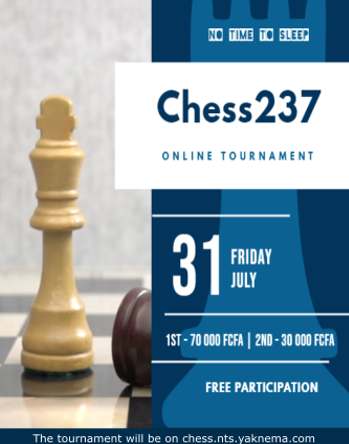 NO TIME TO SLEEP
Chess237
ONLINE TOURNAMENT
31
FRIDAY
JULY
1ST - 70 000 FCFA | 2ND - 30 000 FCFA
FREE PARTICIPATION
The tournament will be on chess.nts.yaknema.com